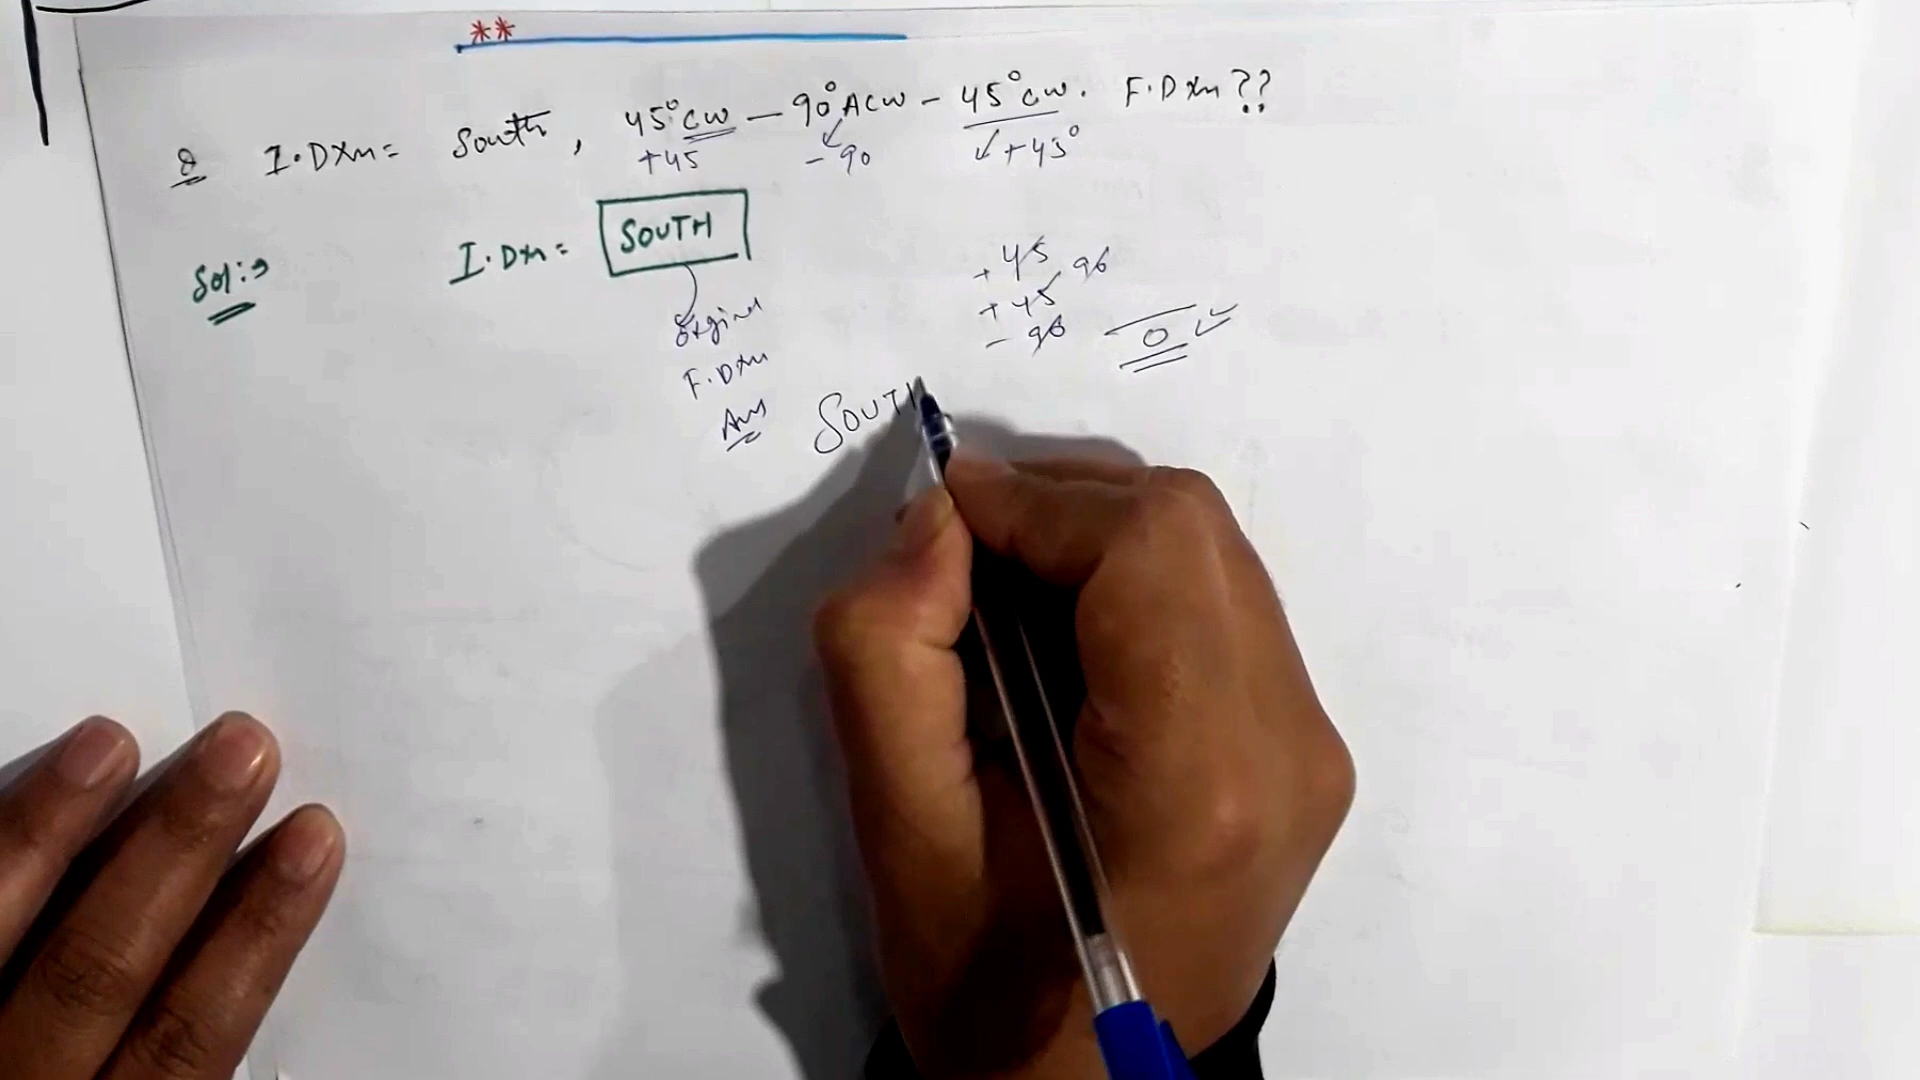 **
Q I.Dxn= South, 45°cw — 90°Acw - 45°cw. F.Dxn??
+45 -90 +45°
Sol:⇒ I.Dxn= SOUTH
+45
+45 90
-90 0
F.Dxn
Ans SOUTH